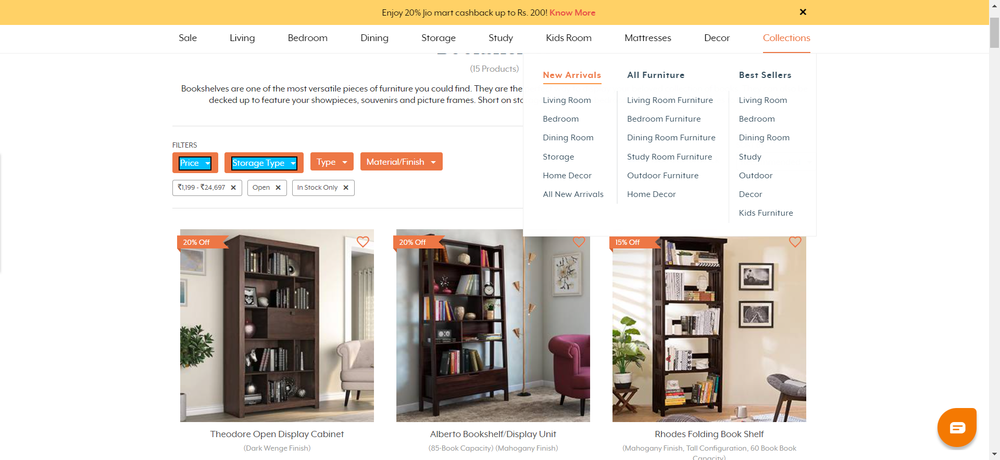 Enjoy 20% Jio mart cashback up to Rs. 200! Know More
Sale Living Bedroom Dining Storage Study Kids Room Mattresses Decor Collections
(15 Products)
Bookshelves are one of the most versatile pieces of furniture you could find. They are the
decked up to feature your showpieces, souvenirs and picture frames. Short on
New Arrivals
Living Room
Bedroom
Dining Room
Storage
Home Decor
All New Arrivals
All Furniture
Living Room Furniture
Bedroom Furniture
Dining Room Furniture
Study Room Furniture
Outdoor Furniture
Home Decor
Best Sellers
Living Room
Bedroom
Dining Room
Study
Outdoor
Decor
Kids Furniture
FILTERS
Price Storage Type Type Material/Finish
₹1,199 - ₹24,697 Open In Stock Only
20% Off
Theodore Open Display Cabinet
(Dark Wenge Finish)
20% Off
Alberto Bookshelf/Display Unit
(85-Book Capacity) (Mahogany Finish)
15% Off
Rhodes Folding Book Shelf
(Mahogany Finish, Tall Configuration, 60 Book Book
Capacity)